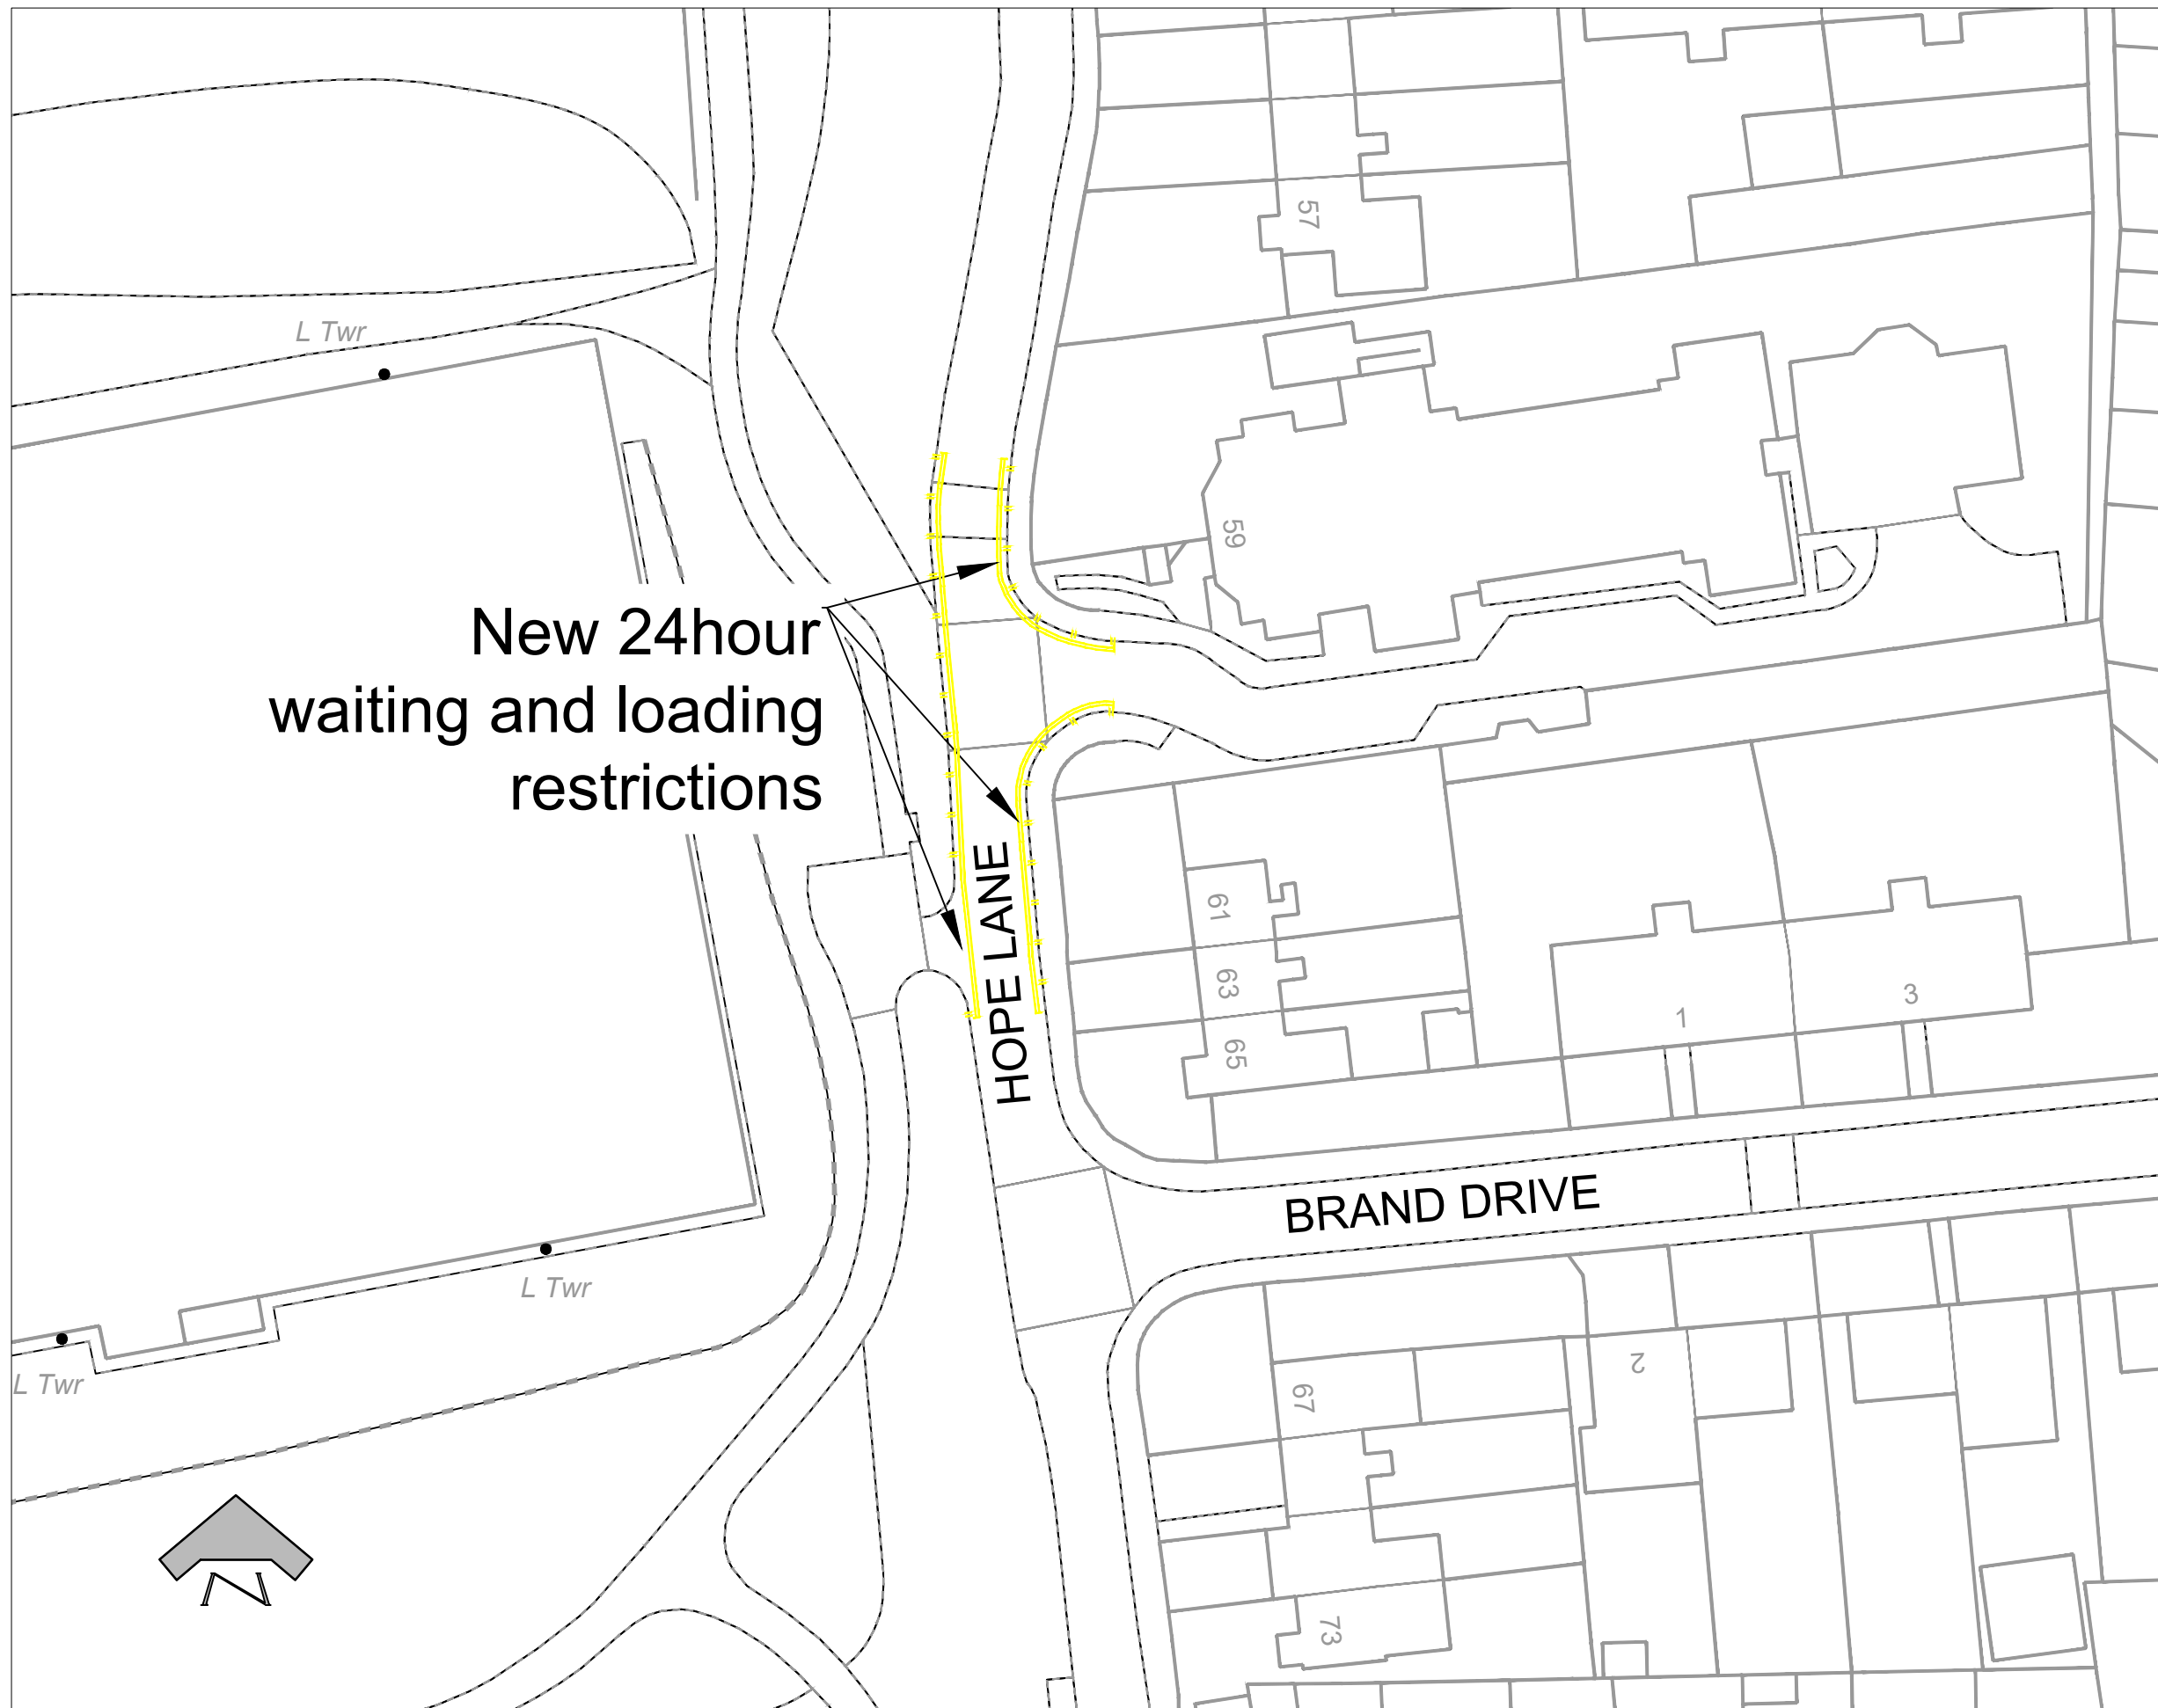 57
L Twr
59
New 24hour
waiting and loading
restrictions
HOPE LANE
61
63
65
1
3
BRAND DRIVE
L Twr
L Twr
2
67
73
N